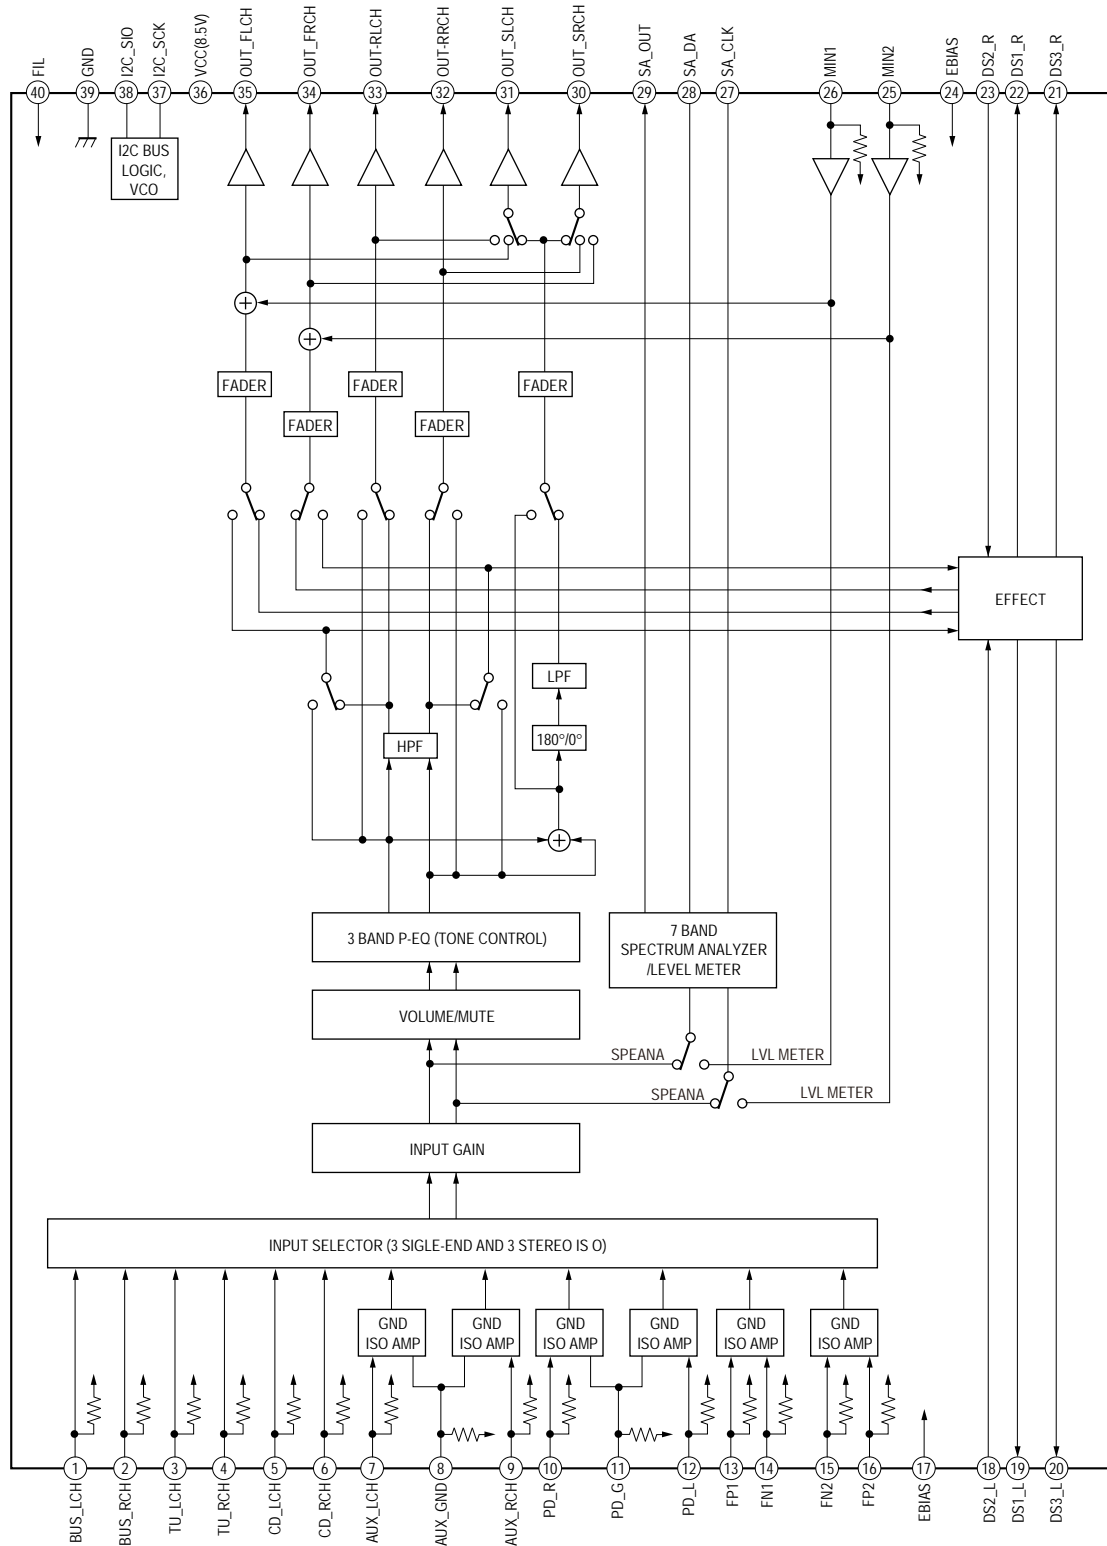 FIL
GND
I2C_SIO
I2C_SCK
VCC(8.5V)
OUT_FLCH
OUT_FRCH
OUT-RLCH
OUT-RRCH
OUT_SLCH
OUT_SRCH
SA_OUT
SA_DA
SA_CLK
MIN1
MIN2
EBIAS
DS2_R
DS1_R
DS3_R
40
39
38
37
36
35
34
33
32
31
30
29
28
27
26
25
24
23
22
21
I2C BUS
LOGIC,
VCO
+
+
FADER
FADER
FADER
FADER
FADER
EFFECT
LPF
180°/0°
HPF
+
3 BAND P-EQ (TONE CONTROL)
7 BAND
SPECTRUM ANALYZER
/LEVEL METER
VOLUME/MUTE
SPEANA
LVL METER
SPEANA
LVL METER
INPUT GAIN
INPUT SELECTOR (3 SIGLE-END AND 3 STEREO IS O)
GND
ISO AMP
GND
ISO AMP
GND
ISO AMP
GND
ISO AMP
GND
ISO AMP
GND
ISO AMP
1
2
3
4
5
6
7
8
9
10
11
12
13
14
15
16
17
18
19
20
BUS_LCH
BUS_RCH
TU_LCH
TU_RCH
CD_LCH
CD_RCH
AUX_LCH
AUX_GND
AUX_RCH
PD_R
PD_G
PD_L
FP1
FN1
FN2
FP2
EBIAS
DS2_L
DS1_L
DS3_L